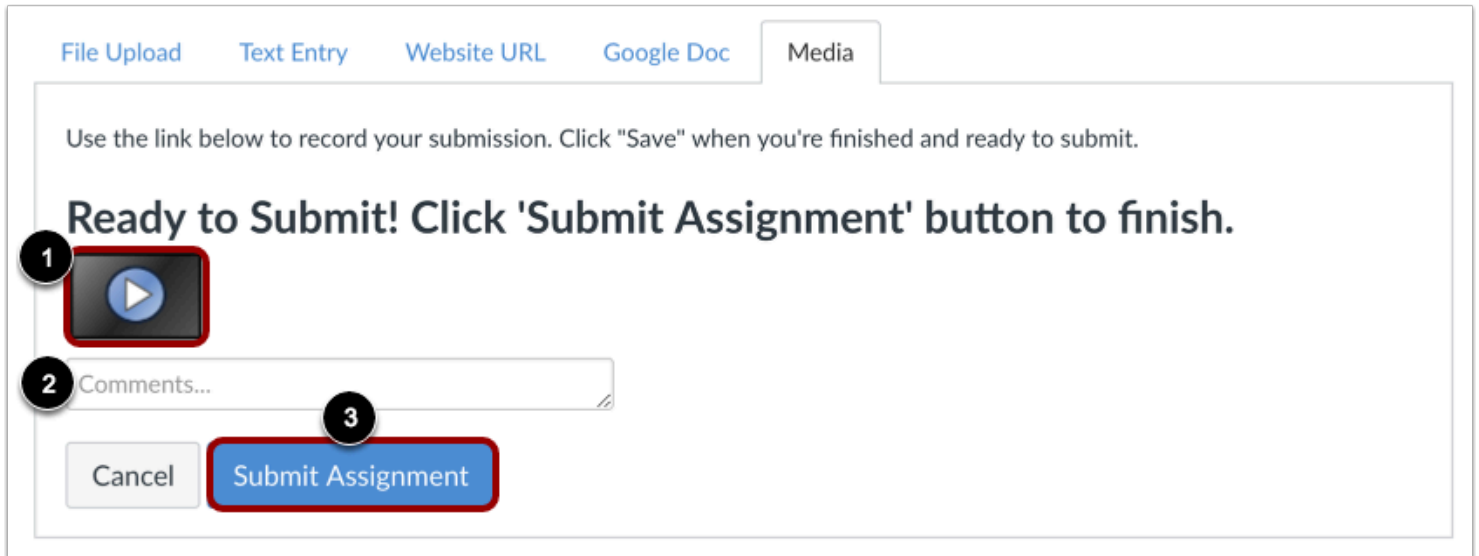 File Upload Text Entry Website URL Google Doc Media
Use the link below to record your submission. Click "Save" when you're finished and ready to submit.
Ready to Submit! Click 'Submit Assignment' button to finish.
1
2 Comments...
3
Cancel Submit Assignment